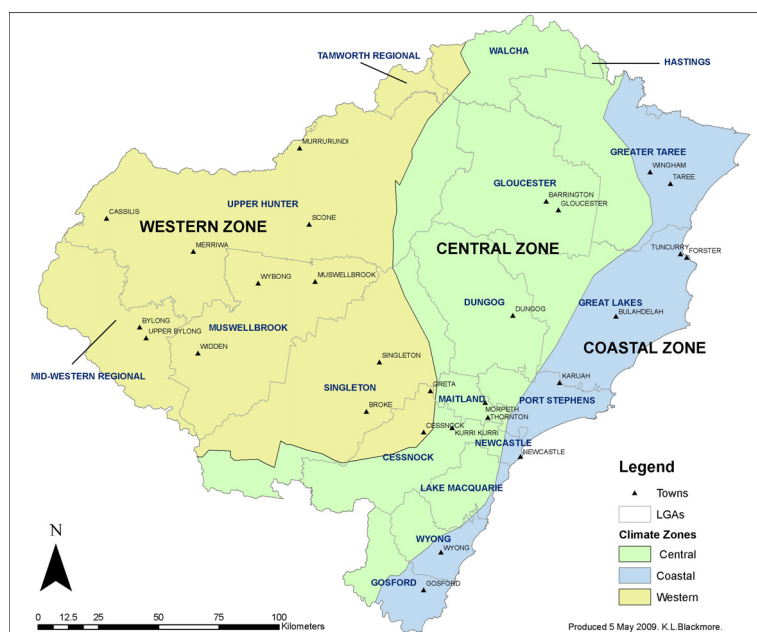 WALCHA
TAMWORTH REGIONAL
HASTINGS
MURRURUNDI
GREATER TAREE
WINGHAM
TAREE
GLOUCESTER
BARRINGTON
GLOUCESTER
UPPER HUNTER
CASSILIS
SCONE
WESTERN ZONE
CENTRAL ZONE
MERRIWA
TUNCURRY
FORSTER
WYBONG
MUSWELLBROOK
DUNGOG
DUNGOG
GREAT LAKES
BULAHDELAH
BYLONG
UPPER BYLONG
MUSWELLBROOK
WIDDEN
COASTAL ZONE
MID-WESTERN REGIONAL
SINGLETON
SINGLETON
KARUAH
GRETA
MAITLAND
PORT STEPHENS
BROKE
MORPETH
THORNTON
CESSNOCK
KURRI KURRI
NEWCASTLE
NEWCASTLE
CESSNOCK
LAKE MACQUARIE
WYONG
WYONG
GOSFORD
GOSFORD
Legend
Towns
LGAs
Climate Zones
Central
Coastal
Western
N
0 12.5 25 50 75 100
Kilometers
Produced 5 May 2009. K.L.Blackmore.